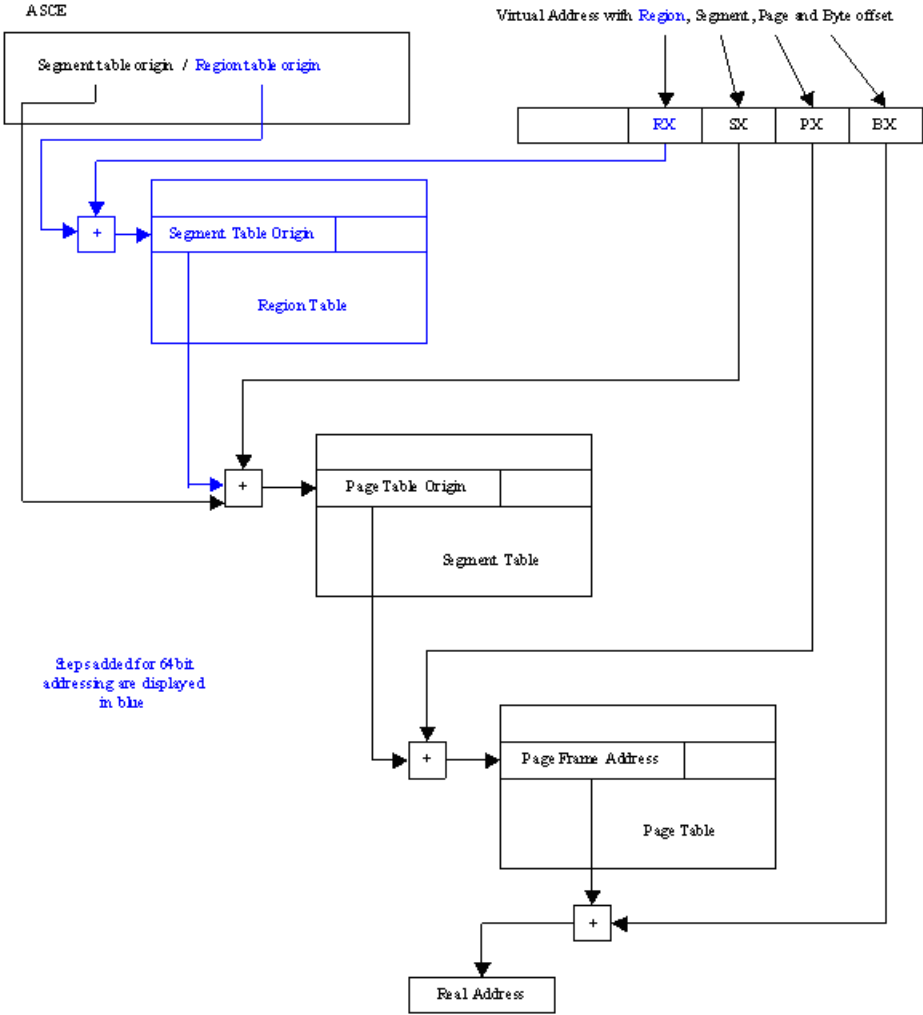 ASCE
Virtual Address with Region, Segment, Page and Byte offset
Segment table origin / Region table origin
RX SX PX BX
+ Segment Table Origin
Region Table
+ Page Table Origin
Segment Table
Steps added for 64 bit
addressing are displayed
in blue
+ Page Frame Address
Page Table
+
Real Address